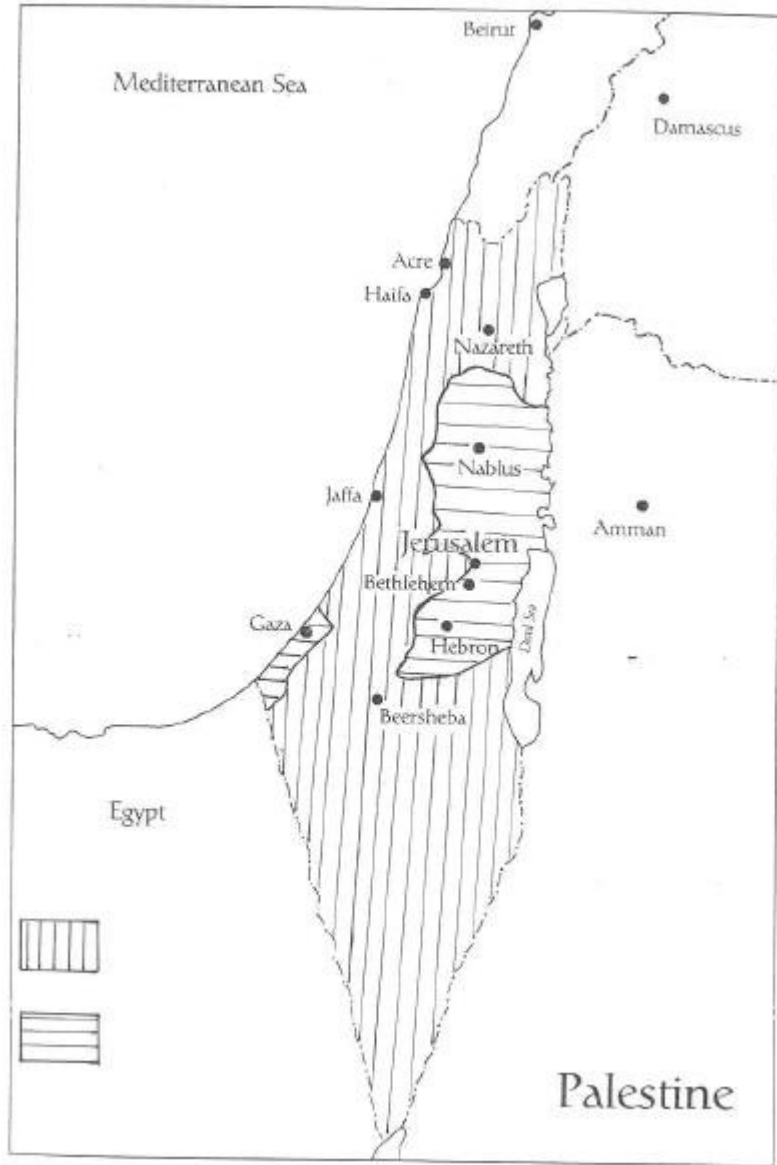 Beirut
Mediterranean Sea
Damascus
Acre
Haifa
Nazareth
Nablus
Jaffa
Amman
Jerusalem
Bethlehem
Gaza
Hebron
Dead Sea
Beersheba
Egypt
Palestine